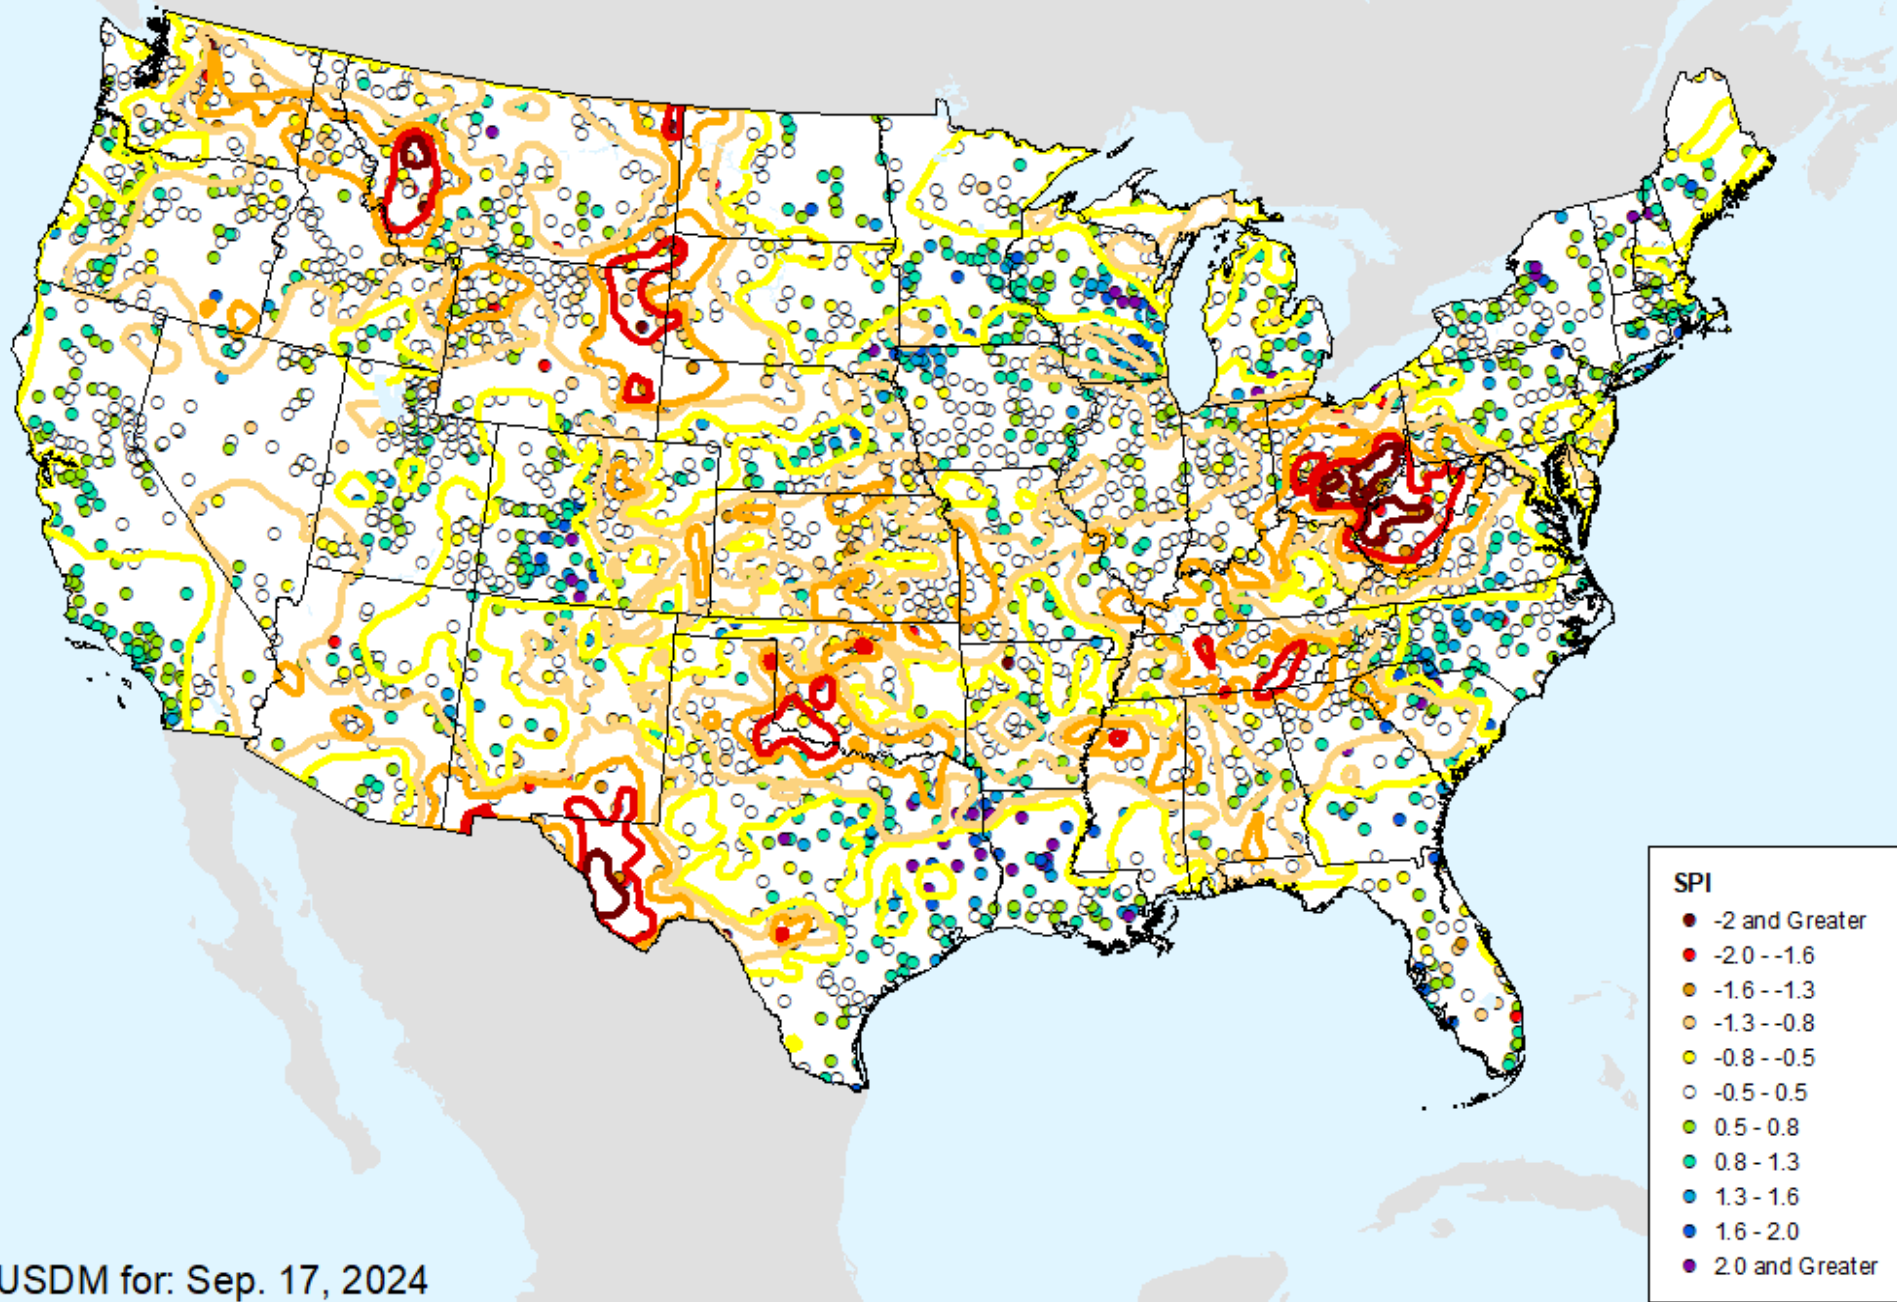 SPI
-2 and Greater
-2.0 - -1.6
-1.6 - -1.3
-1.3 - -0.8
-0.8 - -0.5
-0.5 - 0.5
0.5 - 0.8
0.8 - 1.3
1.3 - 1.6
1.6 - 2.0
2.0 and Greater
USDM for: Sep. 17, 2024